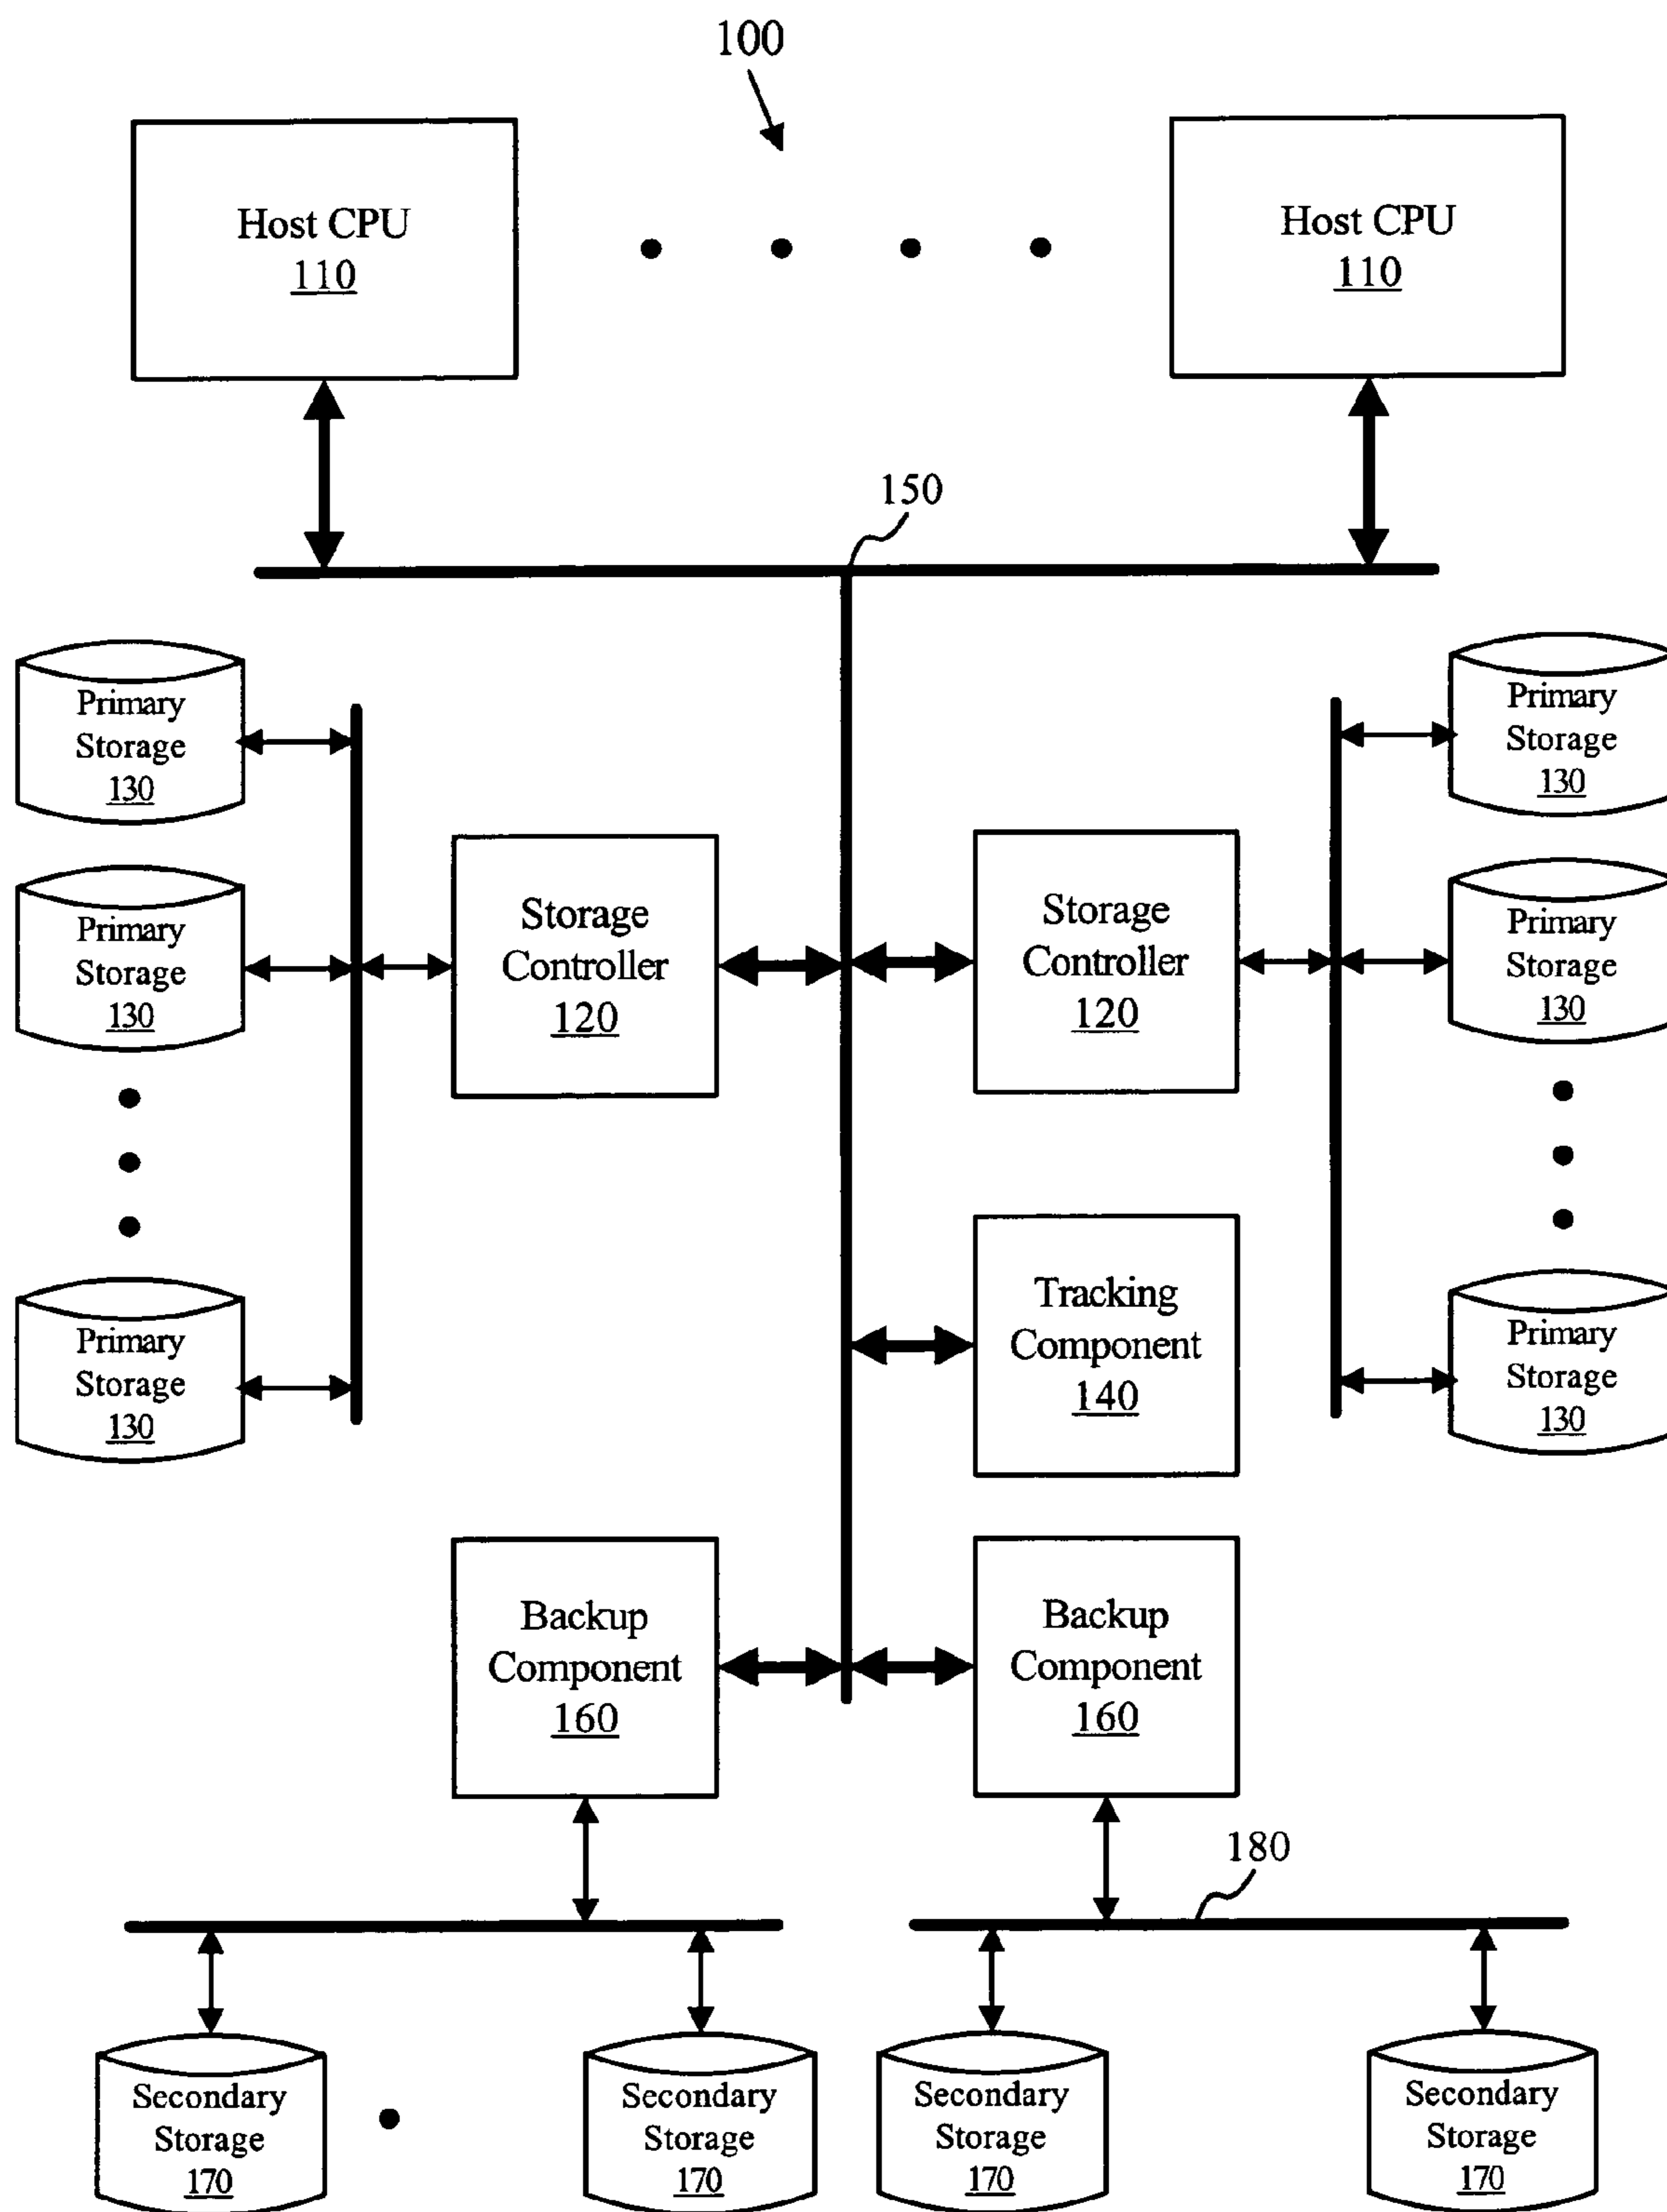 100
Host CPU
110
Host CPU
110
150
Primary
Storage
130
Primary
Storage
130
Primary
Storage
130
Storage
Controller
120
Storage
Controller
120
Primary
Storage
130
Primary
Storage
130
Primary
Storage
130
Tracking
Component
140
Backup
Component
160
Backup
Component
160
180
Secondary
Storage
170
Secondary
Storage
170
Secondary
Storage
170
Secondary
Storage
170